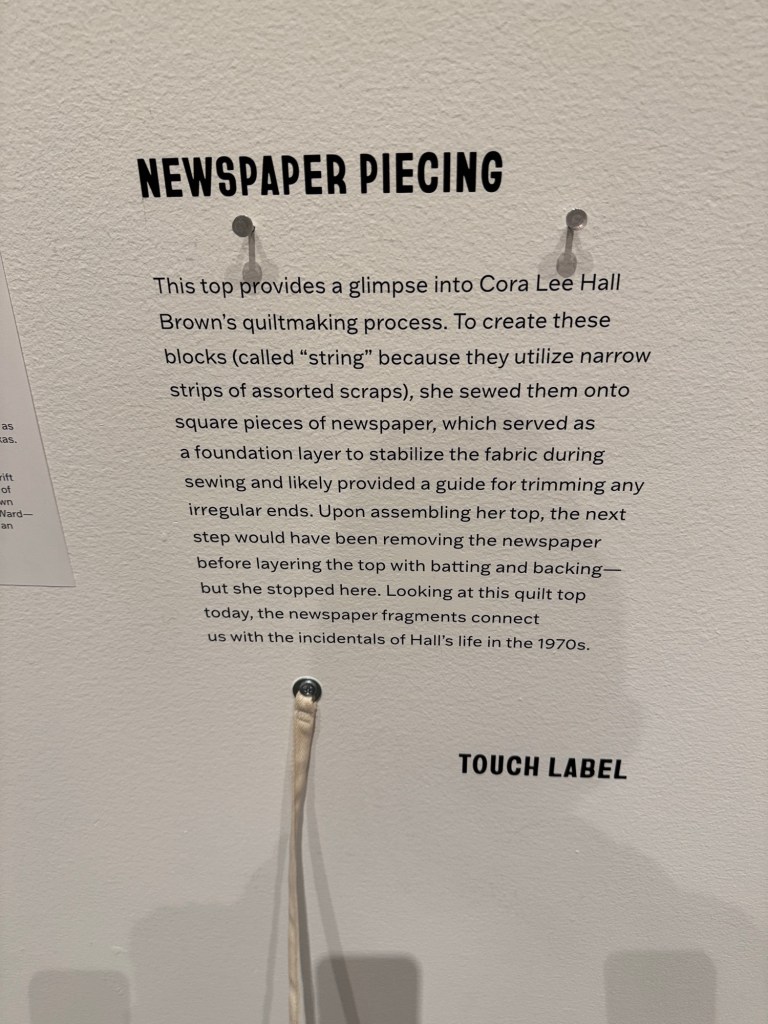 NEWSPAPER PIECING
This top provides a glimpse into Cora Lee Hall
Brown's quiltmaking process. To create these
blocks (called “string” because they utilize narrow
strips of assorted scraps), she sewed them onto
square pieces of newspaper, which served as
a foundation layer to stabilize the fabric during
sewing and likely provided a guide for trimming any
irregular ends. Upon assembling her top, the next
step would have been removing the newspaper
before layering the top with batting and backing—
but she stopped here. Looking at this quilt top
today, the newspaper fragments connect
us with the incidentals of Hall's life in the 1970s.
TOUCH LABEL
as
of
an